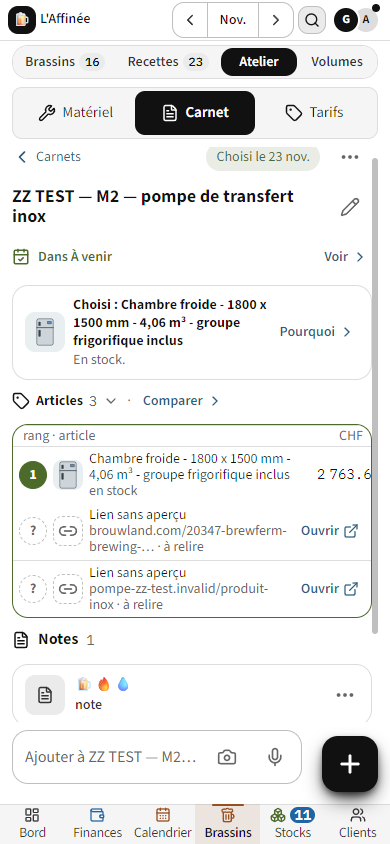 L'Affinée
Nov.
G A
Brassins 16 Recettes 23 Atelier Volumes
Matériel Carnet Tarifs
Carnets Choisi le 23 nov.
ZZ TEST — M2 — pompe de transfert
inox
Dans À venir Voir
Choisi : Chambre froide - 1800 x
1500 mm - 4,06 m³ - groupe
frigorifique inclus
En stock.
Pourquoi
Articles 3 · Comparer
rang · article CHF
1 Chambre froide - 1800 x 1500 mm -
4,06 m³ - groupe frigorifique inclus
en stock
2 763.6
? Lien sans aperçu
brouwland.com/20347-brewferm-
brewing-… · à relire
Ouvrir
? Lien sans aperçu
pompe-zz-test.invalid/produit-
inox · à relire
Ouvrir
Notes 1
note
Ajouter à ZZ TEST — M2…
Bord Finances Calendrier Brassins Stocks 11 Clients